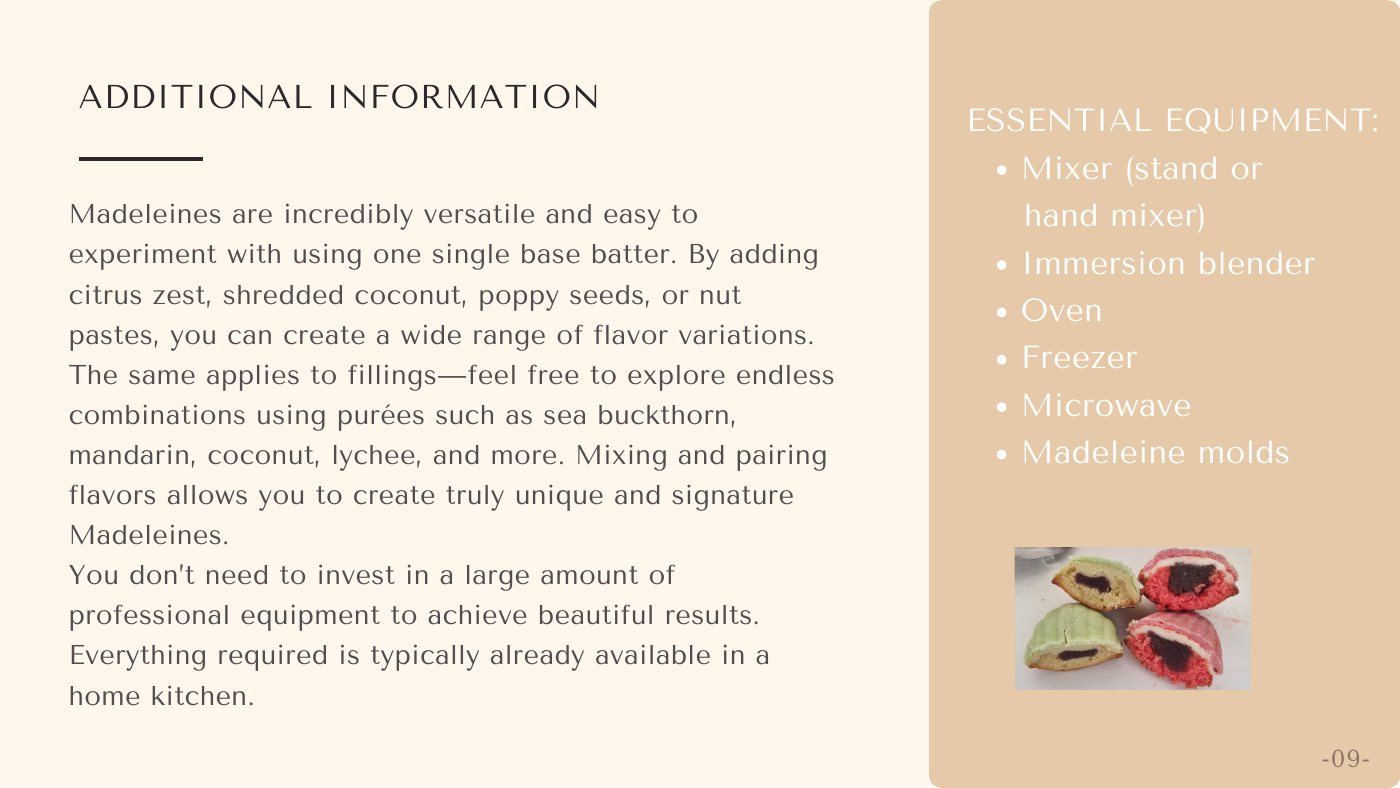 ADDITIONAL INFORMATION
Madeleines are incredibly versatile and easy to
experiment with using one single base batter. By adding
citrus zest, shredded coconut, poppy seeds, or nut
pastes, you can create a wide range of flavor variations.
The same applies to fillings—feel free to explore endless
combinations using purées such as sea buckthorn,
mandarin, coconut, lychee, and more. Mixing and pairing
flavors allows you to create truly unique and signature
Madeleines.
You don't need to invest in a large amount of
professional equipment to achieve beautiful results.
Everything required is typically already available in a
home kitchen.
ESSENTIAL EQUIPMENT:
• Mixer (stand or
hand mixer)
• Immersion blender
• Oven
• Freezer
• Microwave
• Madeleine molds
-09-